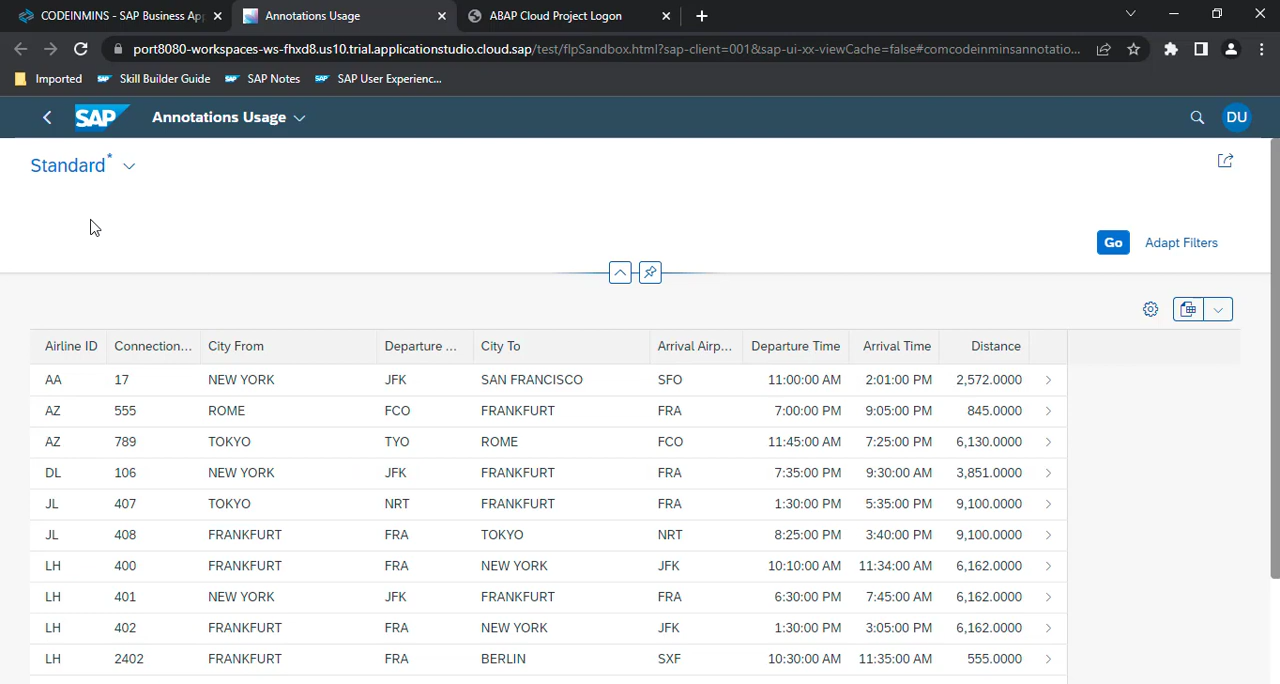 CODEINMINS - SAP Business App
Annotations Usage
ABAP Cloud Project Logon
port8080-workspaces-ws-fhxd8.us10.trial.applicationstudio.cloud.sap/test/flpSandbox.html?sap-client=001&sap-ui-xx-viewCache=false#comcodeinminsannotatio...
Imported
Skill Builder Guide
SAP Notes
SAP User Experienc...
SAP
Annotations Usage
DU
Standard*
Go
Adapt Filters
Airline ID Connection... City From Departure ... City To Arrival Airp... Departure Time Arrival Time Distance
AA 17 NEW YORK JFK SAN FRANCISCO SFO 11:00:00 AM 2:01:00 PM 2,572.0000
AZ 555 ROME FCO FRANKFURT FRA 7:00:00 PM 9:05:00 PM 845.0000
AZ 789 TOKYO TYO ROME FCO 11:45:00 AM 7:25:00 PM 6,130.0000
DL 106 NEW YORK JFK FRANKFURT FRA 7:35:00 PM 9:30:00 AM 3,851.0000
JL 407 TOKYO NRT FRANKFURT FRA 1:30:00 PM 5:35:00 PM 9,100.0000
JL 408 FRANKFURT FRA TOKYO NRT 8:25:00 PM 3:40:00 PM 9,100.0000
LH 400 FRANKFURT FRA NEW YORK JFK 10:10:00 AM 11:34:00 AM 6,162.0000
LH 401 NEW YORK JFK FRANKFURT FRA 6:30:00 PM 7:45:00 AM 6,162.0000
LH 402 FRANKFURT FRA NEW YORK JFK 1:30:00 PM 3:05:00 PM 6,162.0000
LH 2402 FRANKFURT FRA BERLIN SXF 10:30:00 AM 11:35:00 AM 555.0000